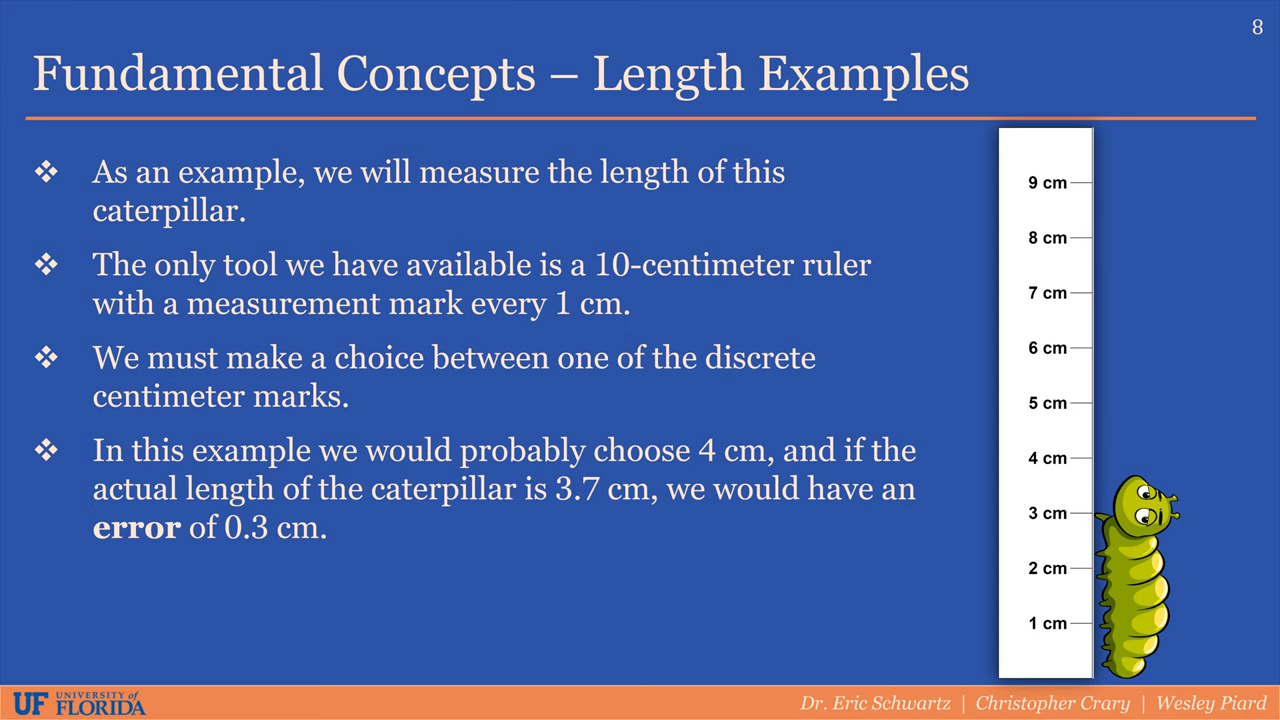 8
Fundamental Concepts – Length Examples
❖ As an example, we will measure the length of this
caterpillar.
❖ The only tool we have available is a 10-centimeter ruler
with a measurement mark every 1 cm.
❖ We must make a choice between one of the discrete
centimeter marks.
❖ In this example we would probably choose 4 cm, and if the
actual length of the caterpillar is 3.7 cm, we would have an
error of 0.3 cm.
9 cm
8 cm
7 cm
6 cm
5 cm
4 cm
3 cm
2 cm
1 cm
UF UNIVERSITY of
FLORIDA
Dr. Eric Schwartz | Christopher Crary | Wesley Piard